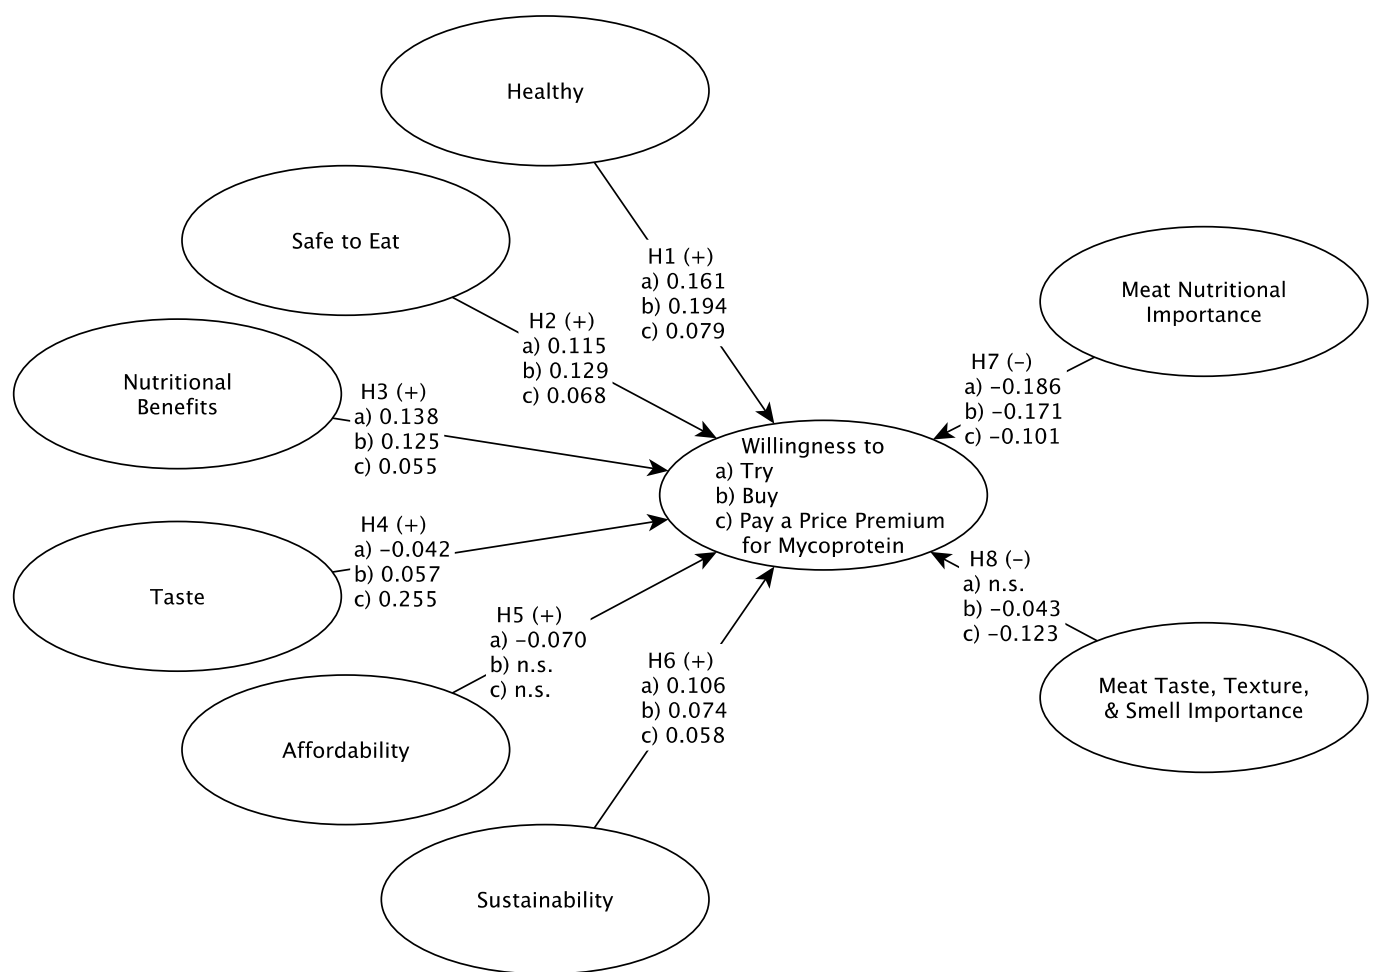 Healthy
Safe to Eat
H1 (+)
a) 0.161
b) 0.194
c) 0.079
Meat Nutritional
Importance
H2 (+)
a) 0.115
b) 0.129
c) 0.068
Nutritional
Benefits
H3 (+)
a) 0.138
b) 0.125
c) 0.055
H7 (–)
a) –0.186
b) –0.171
c) –0.101
Willingness to
a) Try
b) Buy
c) Pay a Price Premium
for Mycoprotein
Taste
H4 (+)
a) –0.042
b) 0.057
c) 0.255
H8 (–)
a) n.s.
b) –0.043
c) –0.123
H5 (+)
a) –0.070
b) n.s.
c) n.s.
H6 (+)
a) 0.106
b) 0.074
c) 0.058
Meat Taste, Texture,
& Smell Importance
Affordability
Sustainability